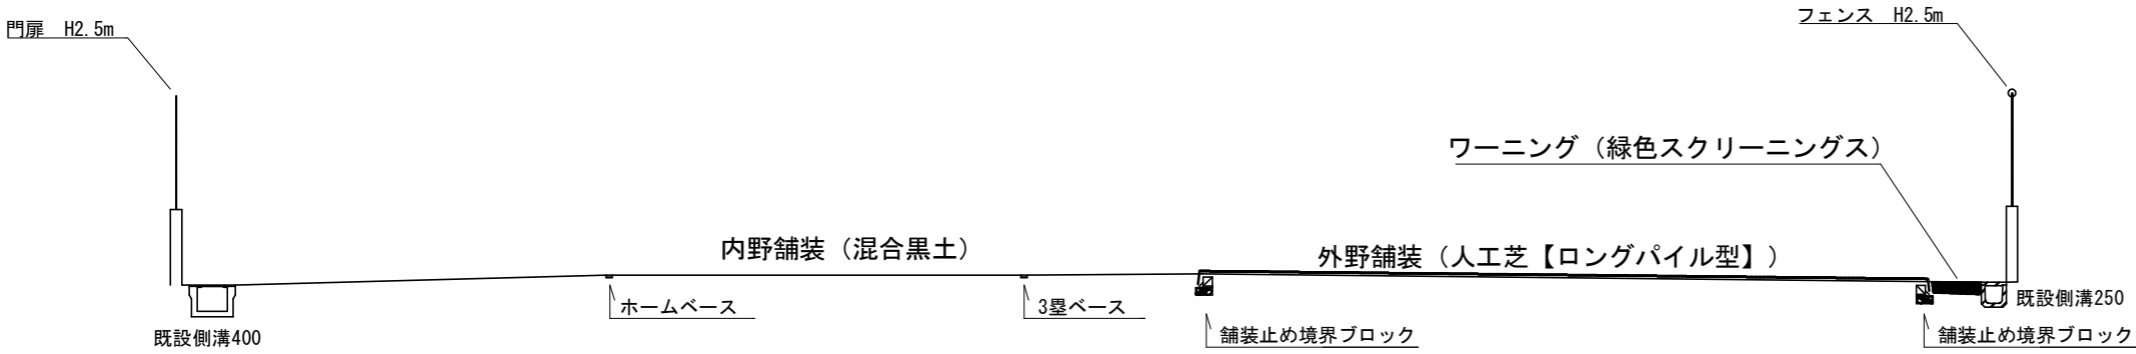 門扉　H2.5m
フェンス　H2.5m
ワーニング（緑色スクリーニングス）
内野舗装（混合黒土）
外野舗装（人工芝【ロングパイル型】）
ホームベース
3塁ベース
既設側溝250
既設側溝400
舗装止め境界ブロック
舗装止め境界ブロック